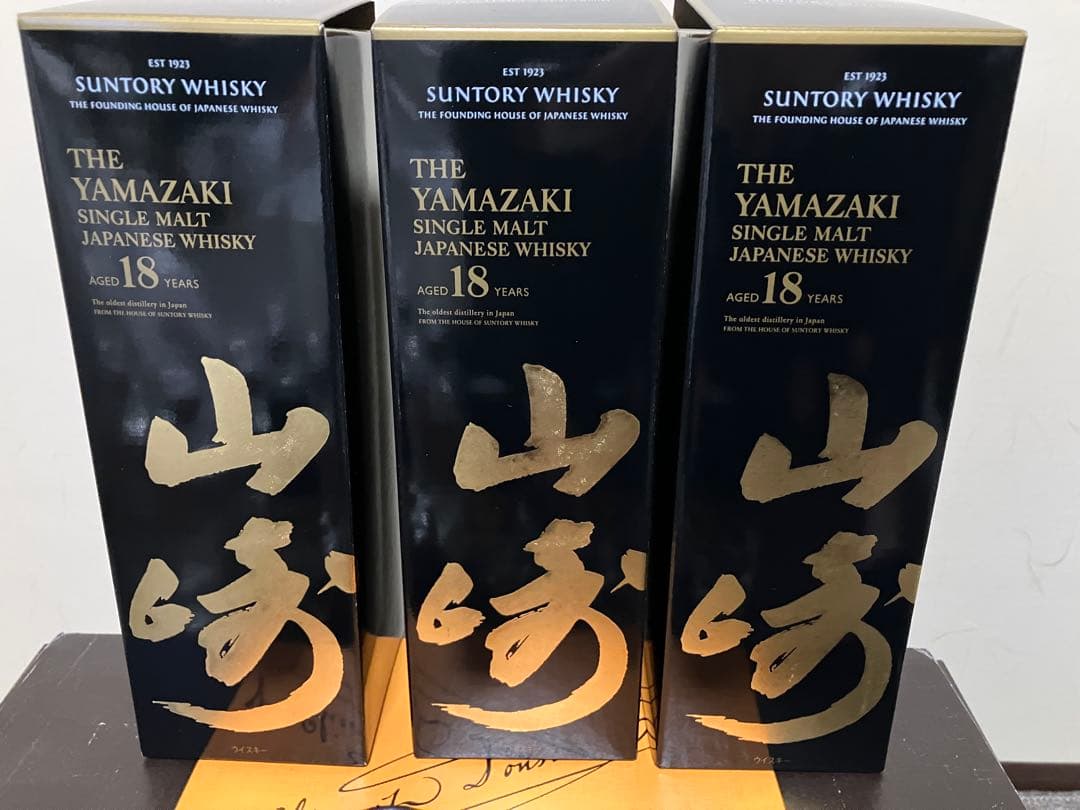 EST 1923
SUNTORY WHISKY
THE FOUNDING HOUSE OF JAPANESE WHISKY
THE
YAMAZAKI
SINGLE MALT
JAPANESE WHISKY
AGED 18 YEARS
The oldest distillery in Japan
FROM THE HOUSE OF SUNTORY WHISKY
山
崎
ウイスキー
EST 1923
SUNTORY WHISKY
THE FOUNDING HOUSE OF JAPANESE WHISKY
THE
YAMAZAKI
SINGLE MALT
JAPANESE WHISKY
AGED 18 YEARS
The oldest distillery in Japan
FROM THE HOUSE OF SUNTORY WHISKY
山
崎
EST 1923
SUNTORY WHISKY
THE FOUNDING HOUSE OF JAPANESE WHISKY
THE
YAMAZAKI
SINGLE MALT
JAPANESE WHISKY
AGED 18 YEARS
The oldest distillery in Japan
FROM THE HOUSE OF SUNTORY WHISKY
山
崎
ウイスキー